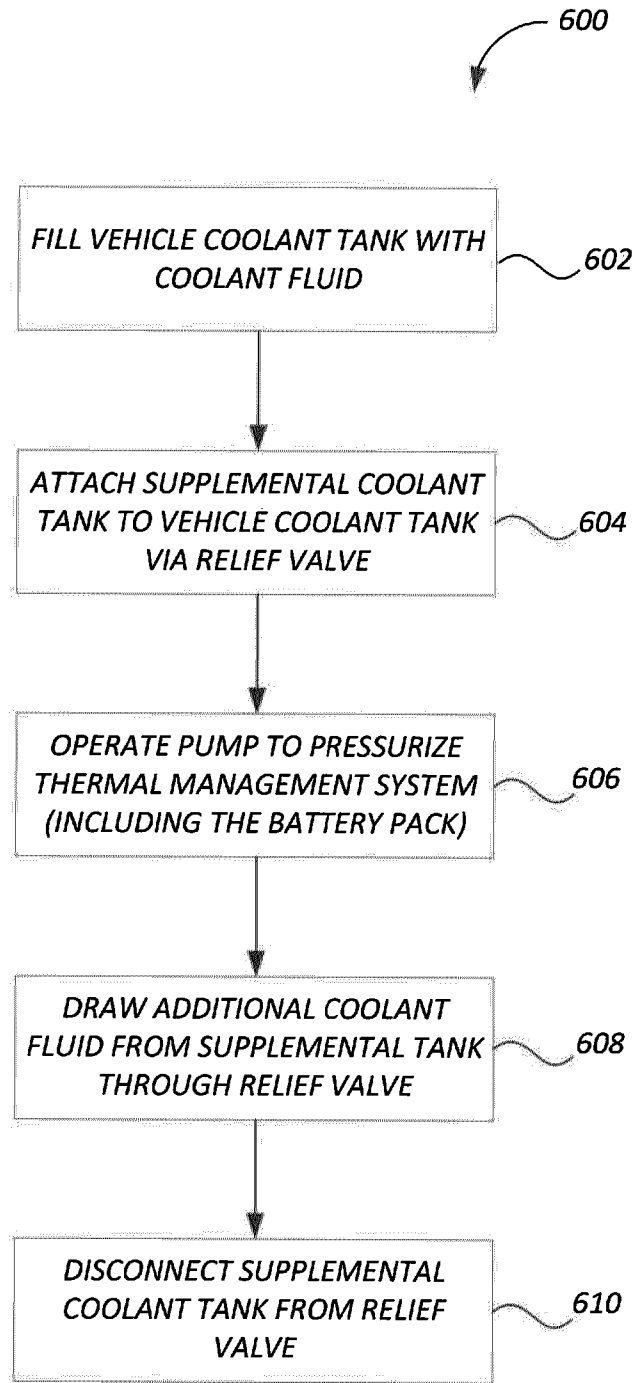 600
FILL VEHICLE COOLANT TANK WITH
COOLANT FLUID
602
ATTACH SUPPLEMENTAL COOLANT
TANK TO VEHICLE COOLANT TANK
VIA RELIEF VALVE
604
OPERATE PUMP TO PRESSURIZE
THERMAL MANAGEMENT SYSTEM
(INCLUDING THE BATTERY PACK)
606
DRAW ADDITIONAL COOLANT
FLUID FROM SUPPLEMENTAL TANK
THROUGH RELIEF VALVE
608
DISCONNECT SUPPLEMENTAL
COOLANT TANK FROM RELIEF
VALVE
610